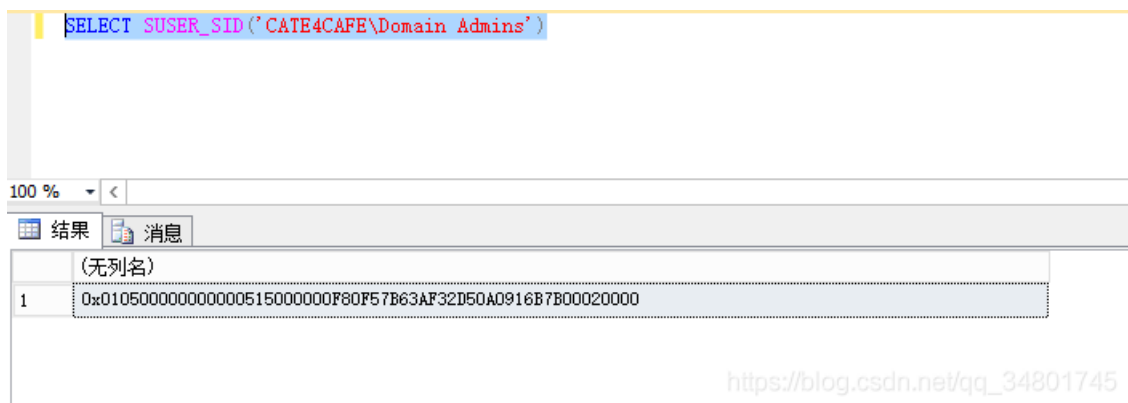 SELECT SUSER_SID('CATE4CAFE\Domain Admins')
100 %
结果 消息
(无列名)
1 0x010500000000000515000000F80F57B63AF32D50A0916B7B00020000
https://blog.csdn.net/qq_34801745